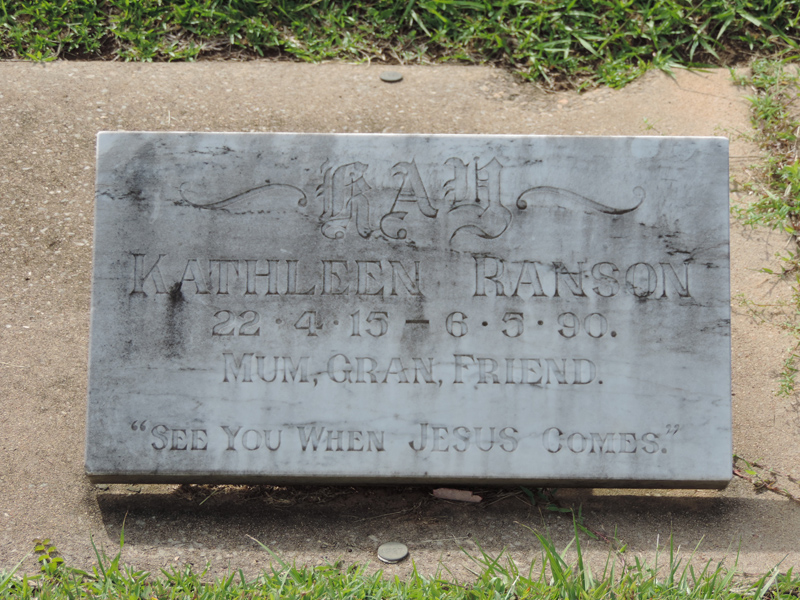 KAY
KATHLEEN RANSON
22·4·15 – 6·5·90.
MUM, GRAN, FRIEND.
"SEE YOU WHEN JESUS COMES."